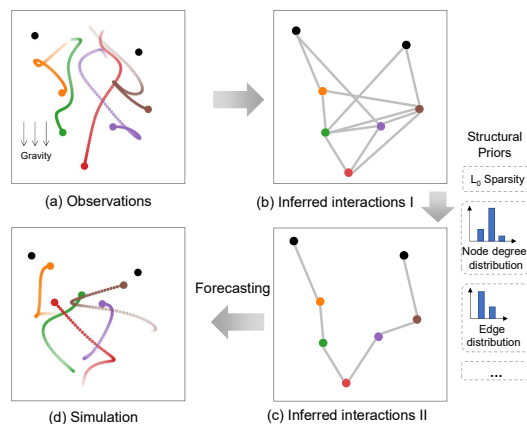 Gravity
(a) Observations
(b) Inferred interactions I
Structural
Priors
L₀ Sparsity
Node degree
distribution
Edge
distribution
...
Forecasting
(d) Simulation
(c) Inferred interactions II